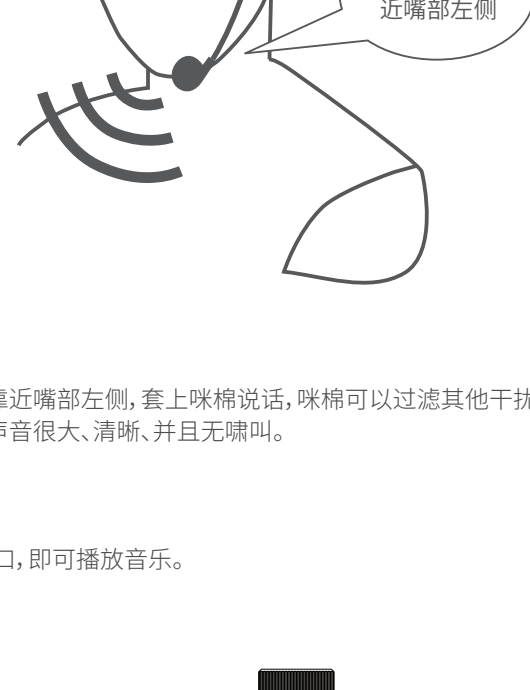 近嘴部左侧
靠近嘴部左侧，套上咪棉说话，咪棉可以过滤其他干扰
声音很大、清晰、并且无啸叫。
口，即可播放音乐。